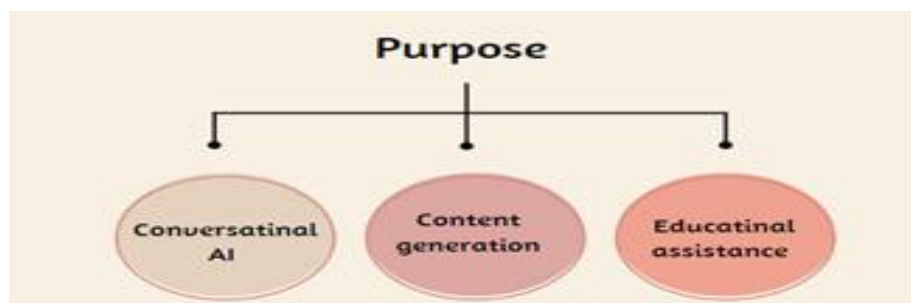 Purpose
Conversatinal
AI
Content
generation
Educatinal
assistance